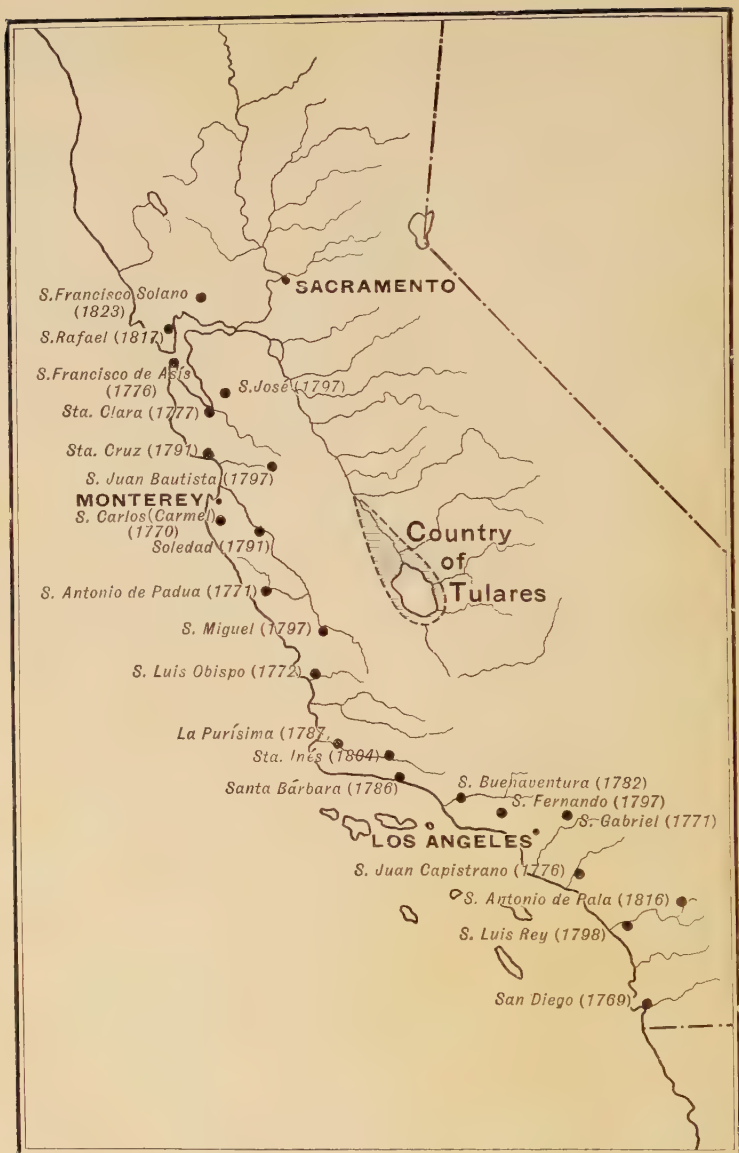 S.Francisco Solano
(1823)
SACRAMENTO
S.Rafael (1817)
S.Francisco de Asís
(1776)
S.José (1797)
Sta. Clara (1777)
Sta. Cruz (1791)
S. Juan Bautista (1797)
MONTEREY
S. Carlos (Carmel)
(1770)
Soledad (1791)
Country
of
Tulares
S. Antonio de Padua (1771)
S. Miguel (1797)
S. Luis Obispo (1772)
La Purísima (1787,
Sta. Inés (1804)
Santa Bárbara (1786)
S. Buenaventura (1782)
S. Fernando (1797)
S. Gabriel (1771)
LOS ANGELES
S. Juan Capistrano (1776)
S. Antonio de Pala (1816)
S. Luis Rey (1798)
San Diego (1769)